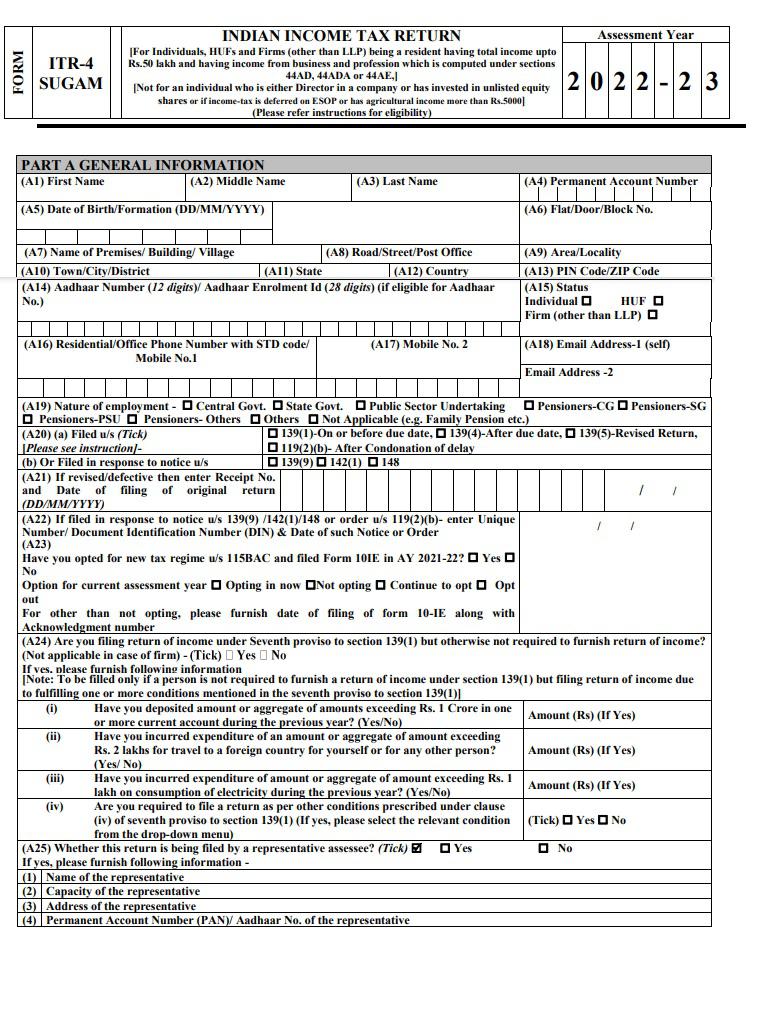 FORM
ITR-4
SUGAM
INDIAN INCOME TAX RETURN
[For Individuals, HUFs and Firms (other than LLP) being a resident having total income upto
Rs.50 lakh and having income from business and profession which is computed under sections
44AD, 44ADA or 44AE,]
[Not for an individual who is either Director in a company or has invested in unlisted equity
shares or if income-tax is deferred on ESOP or has agricultural income more than Rs.5000]
(Please refer instructions for eligibility)
Assessment Year
2 0 2 2 - 2 3
PART A GENERAL INFORMATION
(A1) First Name (A2) Middle Name (A3) Last Name (A4) Permanent Account Number
(A5) Date of Birth/Formation (DD/MM/YYYY) (A6) Flat/Door/Block No.
(A7) Name of Premises/ Building/ Village (A8) Road/Street/Post Office (A9) Area/Locality
(A10) Town/City/District (A11) State (A12) Country (A13) PIN Code/ZIP Code
(A14) Aadhaar Number (12 digits)/ Aadhaar Enrolment Id (28 digits) (if eligible for Aadhaar
No.)
(A15) Status
Individual ☐ HUF ☐
Firm (other than LLP) ☐
(A16) Residential/Office Phone Number with STD code/
Mobile No.1
(A17) Mobile No. 2
(A18) Email Address-1 (self)
Email Address -2
(A19) Nature of employment - ☐ Central Govt. ☐ State Govt. ☐ Public Sector Undertaking ☐ Pensioners-CG ☐ Pensioners-SG
☐ Pensioners-PSU ☐ Pensioners- Others ☐ Others ☐ Not Applicable (e.g. Family Pension etc.)
(A20) (a) Filed u/s (Tick)
[Please see instruction]-
☐ 139(1)-On or before due date, ☐ 139(4)-After due date, ☐ 139(5)-Revised Return,
☐ 119(2)(b)- After Condonation of delay
(b) Or Filed in response to notice u/s ☐ 139(9) ☐ 142(1) ☐ 148
(A21) If revised/defective then enter Receipt No.
and Date of filing of original return
(DD/MM/YYYY)
/ /
(A22) If filed in response to notice u/s 139(9) /142(1)/148 or order u/s 119(2)(b)- enter Unique
Number/ Document Identification Number (DIN) & Date of such Notice or Order
/ /
(A23)
Have you opted for new tax regime u/s 115BAC and filed Form 10IE in AY 2021-22? ☐ Yes ☐
No
Option for current assessment year ☐ Opting in now ☐Not opting ☐ Continue to opt ☐ Opt
out
For other than not opting, please furnish date of filing of form 10-IE along with
Acknowledgment number
(A24) Are you filing return of income under Seventh proviso to section 139(1) but otherwise not required to furnish return of income?
(Not applicable in case of firm) - (Tick) ☐ Yes ☐ No
If yes, please furnish following information
[Note: To be filled only if a person is not required to furnish a return of income under section 139(1) but filing return of income due
to fulfilling one or more conditions mentioned in the seventh proviso to section 139(1)]
(i) Have you deposited amount or aggregate of amounts exceeding Rs. 1 Crore in one
or more current account during the previous year? (Yes/No)
Amount (Rs) (If Yes)
(ii) Have you incurred expenditure of an amount or aggregate of amount exceeding
Rs. 2 lakhs for travel to a foreign country for yourself or for any other person?
(Yes/ No)
Amount (Rs) (If Yes)
(iii) Have you incurred expenditure of amount or aggregate of amount exceeding Rs. 1
lakh on consumption of electricity during the previous year? (Yes/No)
Amount (Rs) (If Yes)
(iv) Are you required to file a return as per other conditions prescribed under clause
(iv) of seventh proviso to section 139(1) (If yes, please select the relevant condition
from the drop-down menu)
(Tick) ☐ Yes ☐ No
(A25) Whether this return is being filed by a representative assessee? (Tick) ☑ ☐ Yes ☐ No
If yes, please furnish following information -
(1) Name of the representative
(2) Capacity of the representative
(3) Address of the representative
(4) Permanent Account Number (PAN)/ Aadhaar No. of the representative